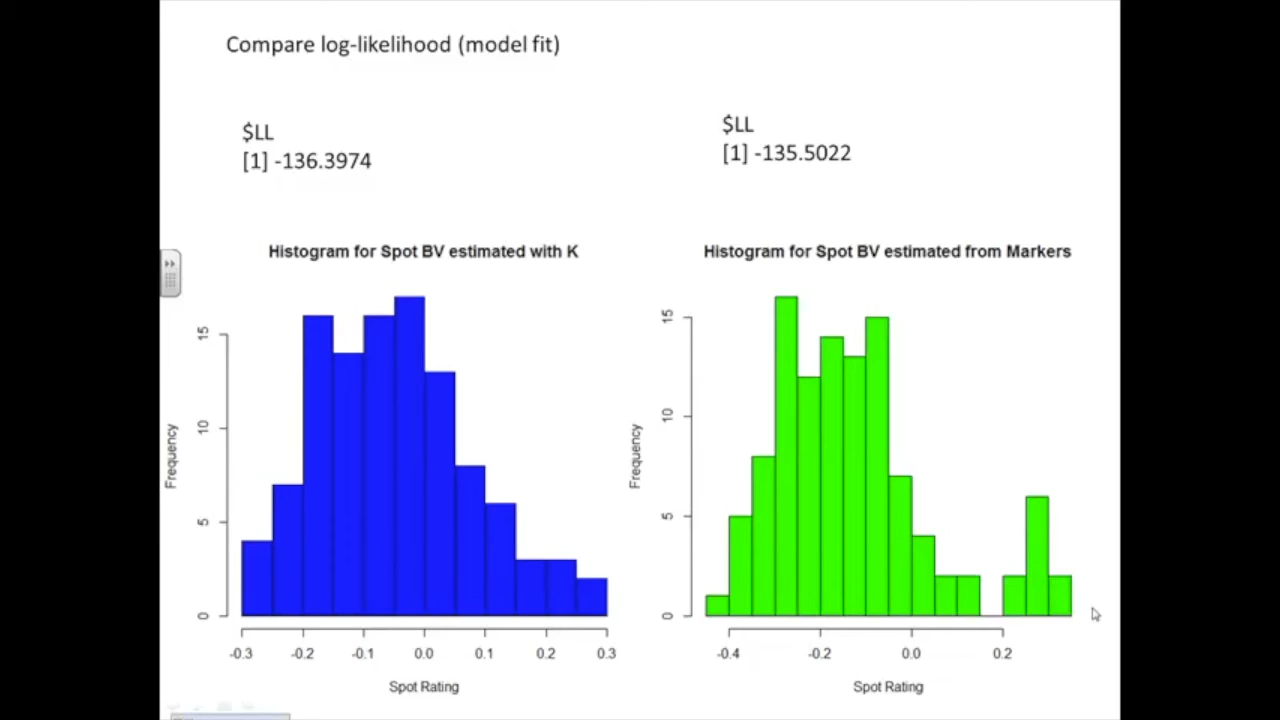 Compare log-likelihood (model fit)
$LL
[1] -136.3974
$LL
[1] -135.5022
Histogram for Spot BV estimated with K
Frequency
0
5
10
15
-0.3 -0.2 -0.1 0.0 0.1 0.2 0.3
Spot Rating
Histogram for Spot BV estimated from Markers
Frequency
0
5
10
15
-0.4 -0.2 0.0 0.2
Spot Rating